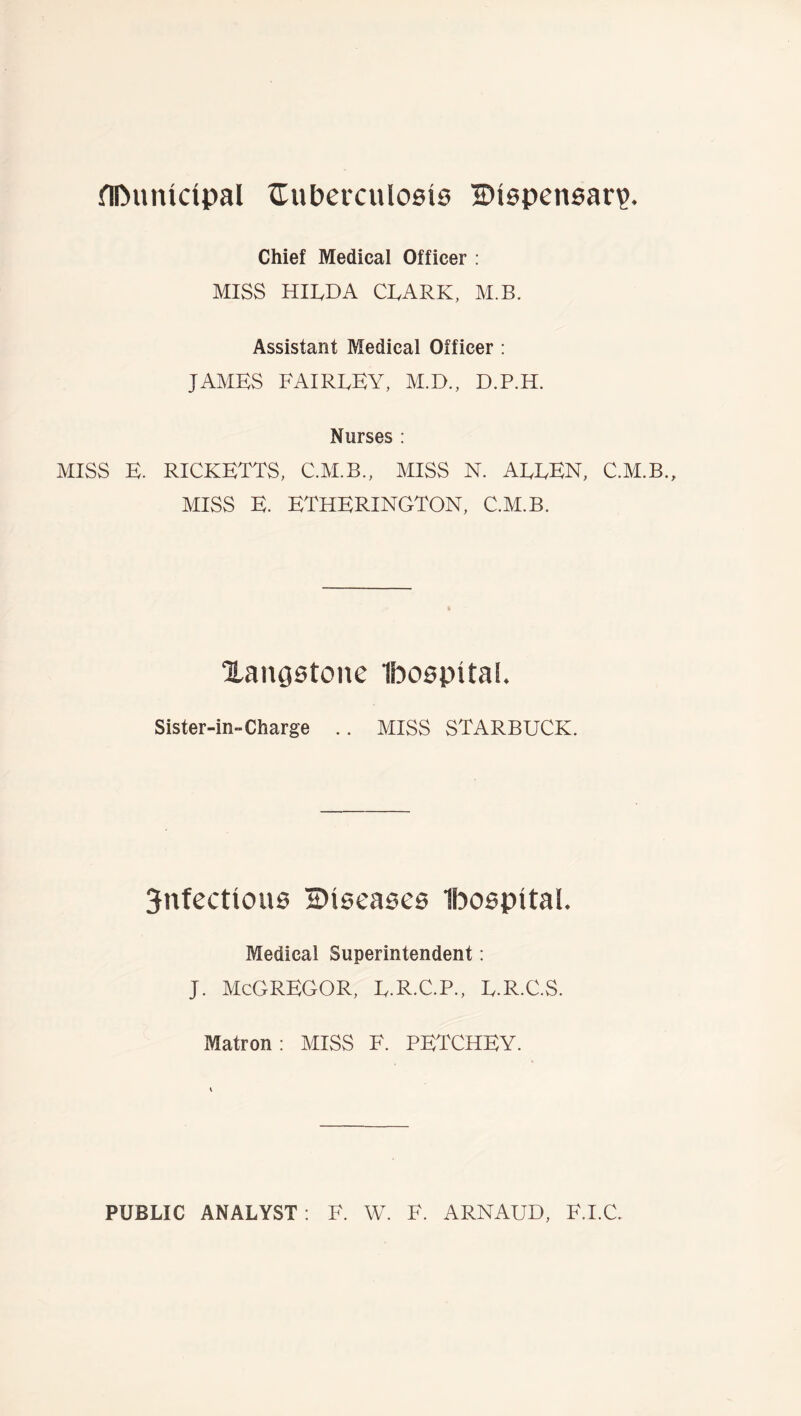 Municipal Tuberculosis Dispensary.
Chief Medical Officer :
MISS HILDA CLARK, M.B.
Assistant Medical Officer :
JAMES FAIRLEY, M.D., D.P.H.
Nurses :
MISS E. RICKETTS, C.M.B., MISS N. ALLEN, C.M.B.,
MISS E. ETHERINGTON, C.M.B.
Langstone Hospital.
Sister-in-Charge .. MISS STARBUCK.
Infectious Diseases Hospital.
Medical Superintendent :
J. McGREGOR, L.R.C.P., L.R.C.S.
Matron : MISS F. PETCHEY.
PUBLIC ANALYST : F. W. F. ARNAUD, F.I.C.